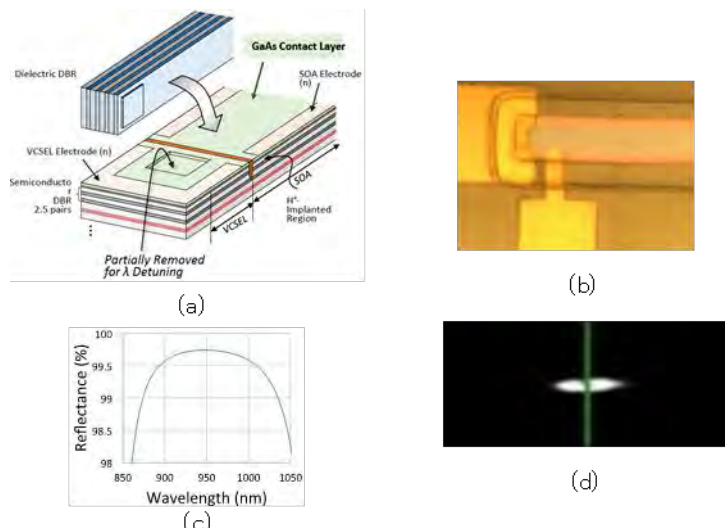 GaAs Contact Layer
Dielectric DBR
SOA Electrode
(n)
VCSEL Electrode (n)
Semiconducto
r
DBR
2.5 pairs
⋮
SOA
VCSEL
H⁺-
Implanted
Region
Partially Removed
for λ Detuning
(a)
(b)
Reflectance (%)
100
99.5
99
98.5
98
850 900 950 1000 1050
Wavelength (nm)
(c)
(d)